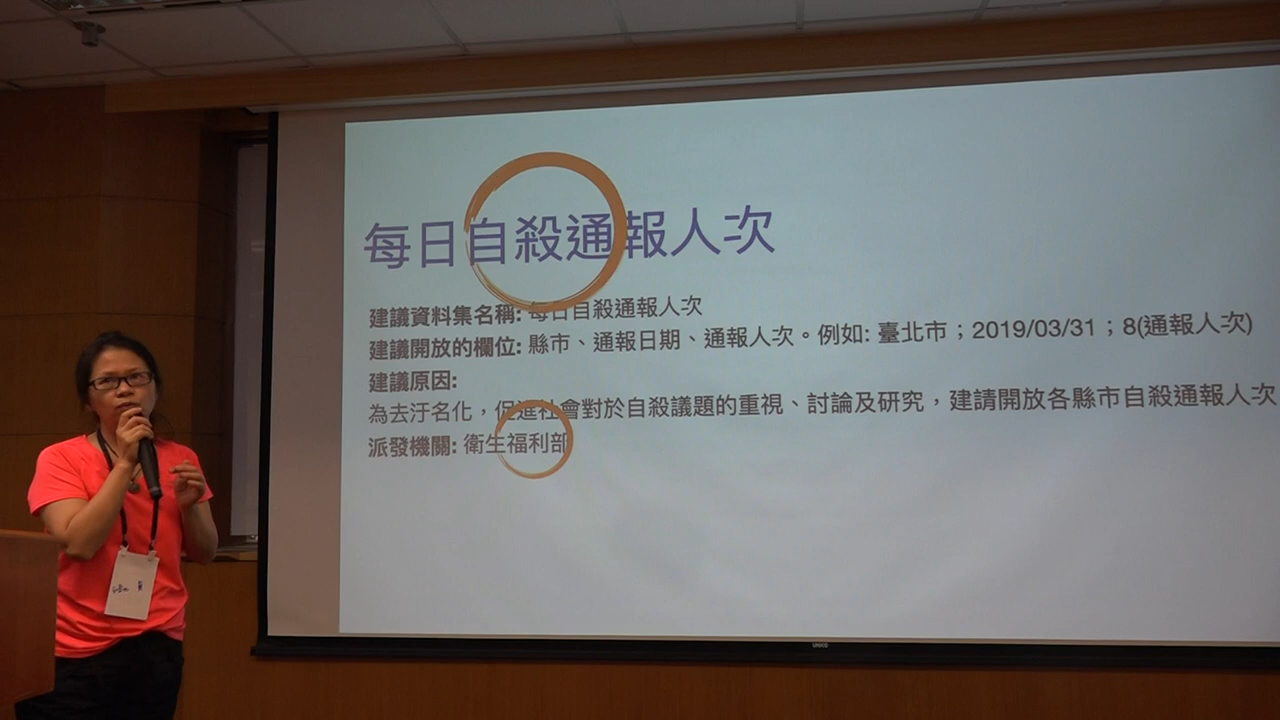 每日自殺通報人次
建議資料集名稱: 每日自殺通報人次
建議開放的欄位: 縣市、通報日期、通報人次。例如: 臺北市；2019/03/31；8(通報人次)
建議原因:
為去汙名化，促進社會對於自殺議題的重視、討論及研究，建請開放各縣市自殺通報人次
派發機關: 衛生福利部
UNICO